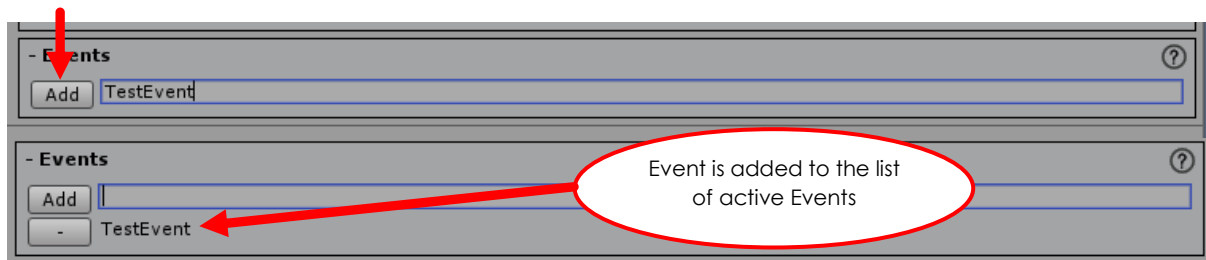 - Events
?
Add TestEvent
- Events
?
Event is added to the list
of active Events
Add
- TestEvent